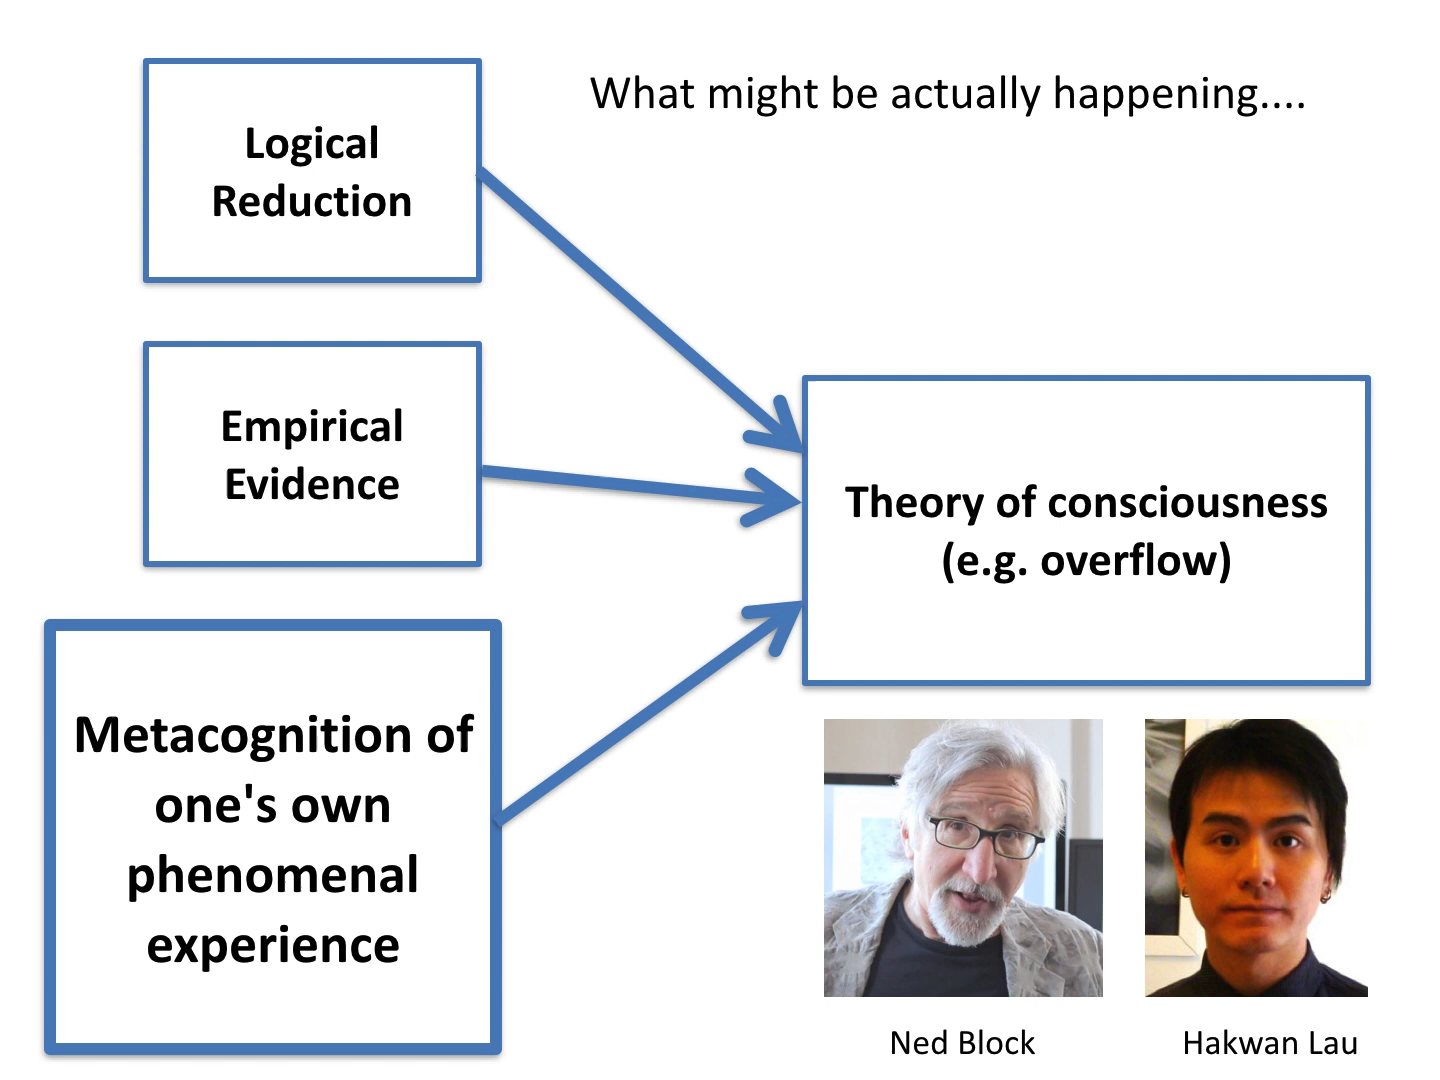 What might be actually happening....
Logical
Reduction
Empirical
Evidence
Metacognition of
one's own
phenomenal
experience
Theory of consciousness
(e.g. overflow)
Ned Block
Hakwan Lau